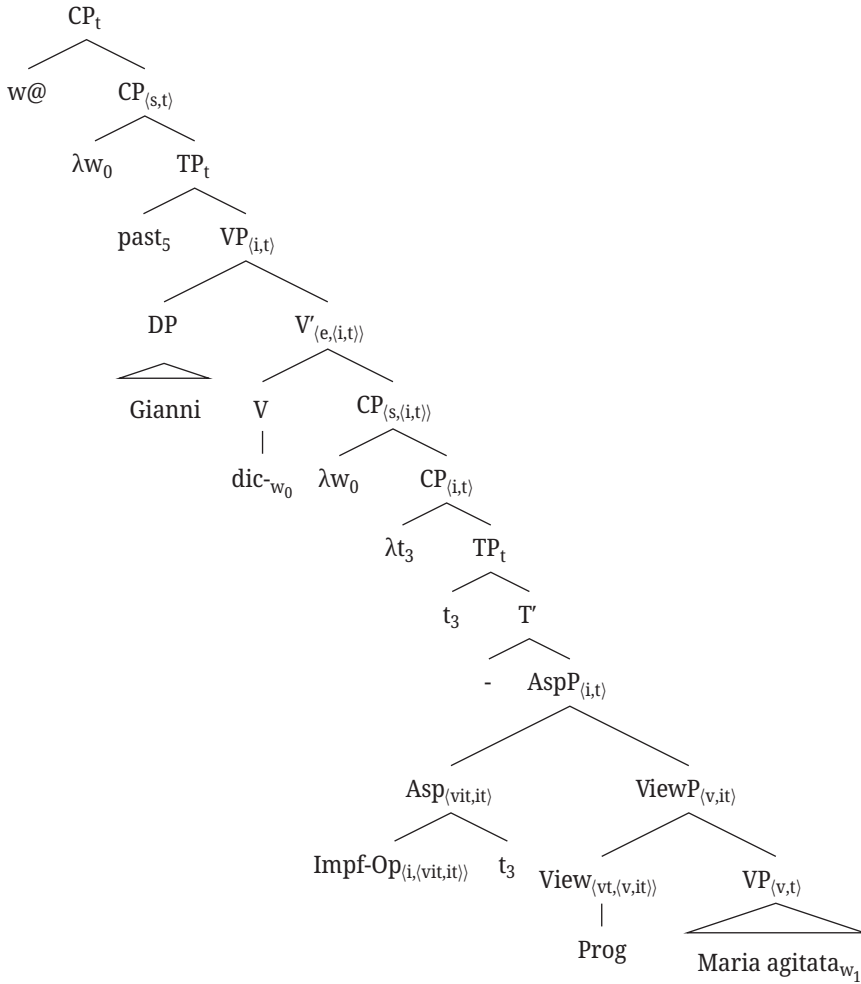 CPₜ
w@ CP⟨s,t⟩
λw₀ TPₜ
past₅ VP⟨i,t⟩
DP V′⟨e,⟨i,t⟩⟩
Gianni V CP⟨s,⟨i,t⟩⟩
dic-w₀ λw₀ CP⟨i,t⟩
λt₃ TPₜ
t₃ T′
- AspP⟨i,t⟩
Asp⟨vit,it⟩ ViewP⟨v,it⟩
Impf-Op⟨i,⟨vit,it⟩⟩ t₃ View⟨vt,⟨v,it⟩⟩ VP⟨v,t⟩
Prog Maria agitataw₁